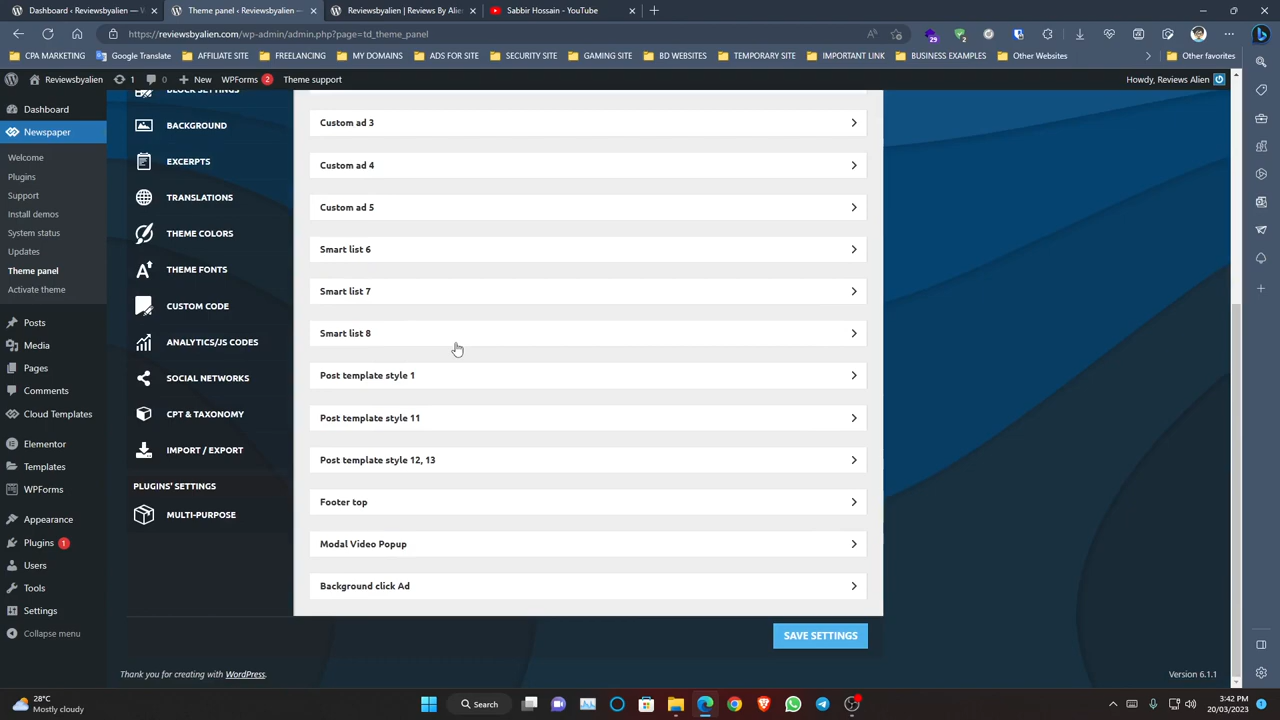 Dashboard ‹ Reviewsbyalien — W
Theme panel ‹ Reviewsbyalien —
Reviewsbyalien | Reviews By Alien
Sabbir Hossain - YouTube
https://reviewsbyalien.com/wp-admin/admin.php?page=td_theme_panel
CPA MARKETING
Google Translate
AFFILIATE SITE
FREELANCING
MY DOMAINS
ADS FOR SITE
SECURITY SITE
GAMING SITE
BD WEBSITES
TEMPORARY SITE
IMPORTANT LINK
BUSINESS EXAMPLES
Other Websites
Other favorites
Reviewsbyalien
1
0
New
WPForms 2
Theme support
Howdy, Reviews Alien
Dashboard
Newspaper
Welcome
Plugins
Support
Install demos
System status
Updates
Theme panel
Activate theme
Posts
Media
Pages
Comments
Cloud Templates
Elementor
Templates
WPForms
Appearance
Plugins 1
Users
Tools
Settings
Collapse menu
BLOCK SETTINGS
BACKGROUND
EXCERPTS
TRANSLATIONS
THEME COLORS
THEME FONTS
CUSTOM CODE
ANALYTICS/JS CODES
SOCIAL NETWORKS
CPT & TAXONOMY
IMPORT / EXPORT
PLUGINS' SETTINGS
MULTI-PURPOSE
Custom ad 3
Custom ad 4
Custom ad 5
Smart list 6
Smart list 7
Smart list 8
Post template style 1
Post template style 11
Post template style 12, 13
Footer top
Modal Video Popup
Background click Ad
SAVE SETTINGS
Thank you for creating with WordPress.
Version 6.1.1
28°C
Mostly cloudy
Search
3:42 PM
20/03/2023